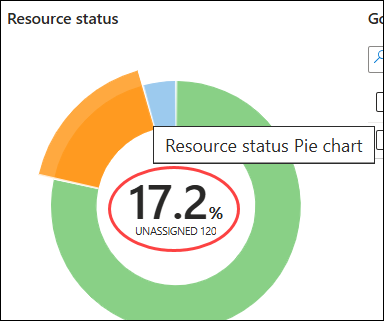 Resource status
Go
Resource status Pie chart
17.2%
UNASSIGNED 120